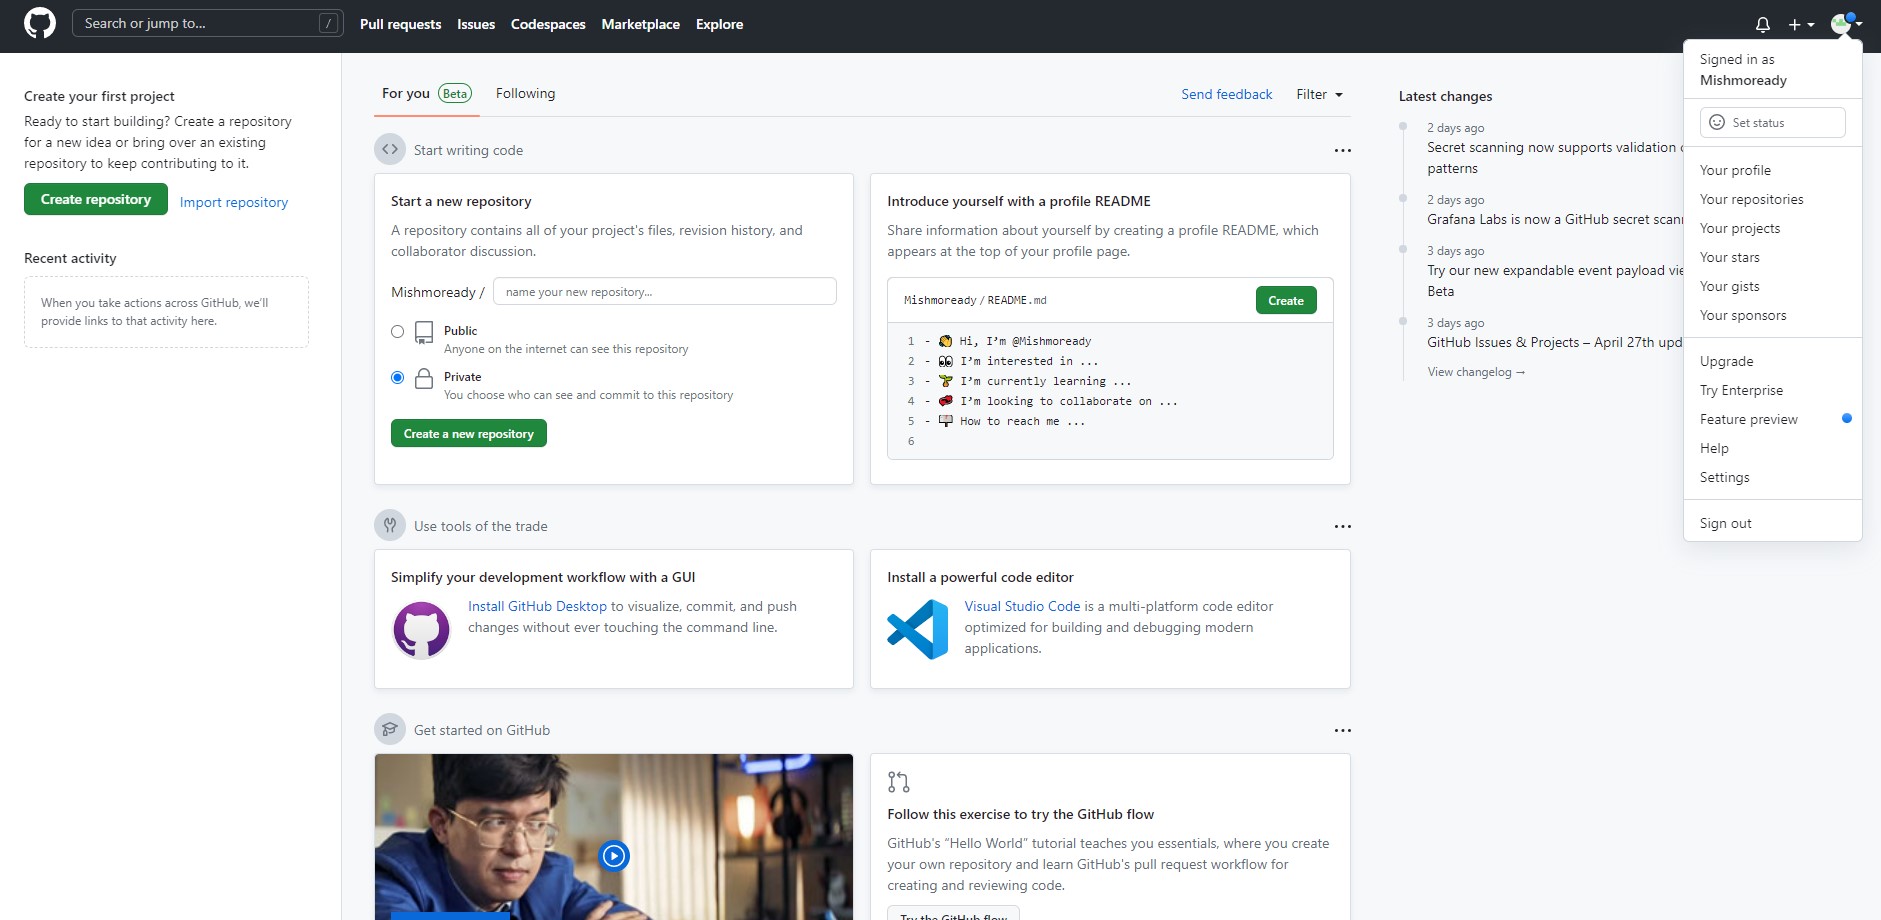 Search or jump to...
/
Pull requests
Issues
Codespaces
Marketplace
Explore
Signed in as
Mishmoready
Set status
Your profile
Your repositories
Your projects
Your stars
Your gists
Your sponsors
Upgrade
Try Enterprise
Feature preview
Help
Settings
Sign out
Create your first project
Ready to start building? Create a repository
for a new idea or bring over an existing
repository to keep contributing to it.
Create repository
Import repository
Recent activity
When you take actions across GitHub, we'll
provide links to that activity here.
For you Beta
Following
Send feedback
Filter
Start writing code
Start a new repository
A repository contains all of your project's files, revision history, and
collaborator discussion.
Mishmoready /
name your new repository...
Public
Anyone on the internet can see this repository
Private
You choose who can see and commit to this repository
Create a new repository
Introduce yourself with a profile README
Share information about yourself by creating a profile README, which
appears at the top of your profile page.
Mishmoready / README.md
Create
1 - 👋 Hi, I’m @Mishmoready
2 - 👀 I’m interested in ...
3 - 🌱 I’m currently learning ...
4 - 💞️ I’m looking to collaborate on ...
5 - 📫 How to reach me ...
6
Use tools of the trade
Simplify your development workflow with a GUI
Install GitHub Desktop to visualize, commit, and push
changes without ever touching the command line.
Install a powerful code editor
Visual Studio Code is a multi-platform code editor
optimized for building and debugging modern
applications.
Get started on GitHub
Follow this exercise to try the GitHub flow
GitHub's “Hello World” tutorial teaches you essentials, where you create
your own repository and learn GitHub's pull request workflow for
creating and reviewing code.
Try the GitHub flow
Latest changes
2 days ago
Secret scanning now supports validation
patterns
2 days ago
Grafana Labs is now a GitHub secret
3 days ago
Try our new expandable event payload
Beta
3 days ago
GitHub Issues & Projects – April 27th
View changelog →